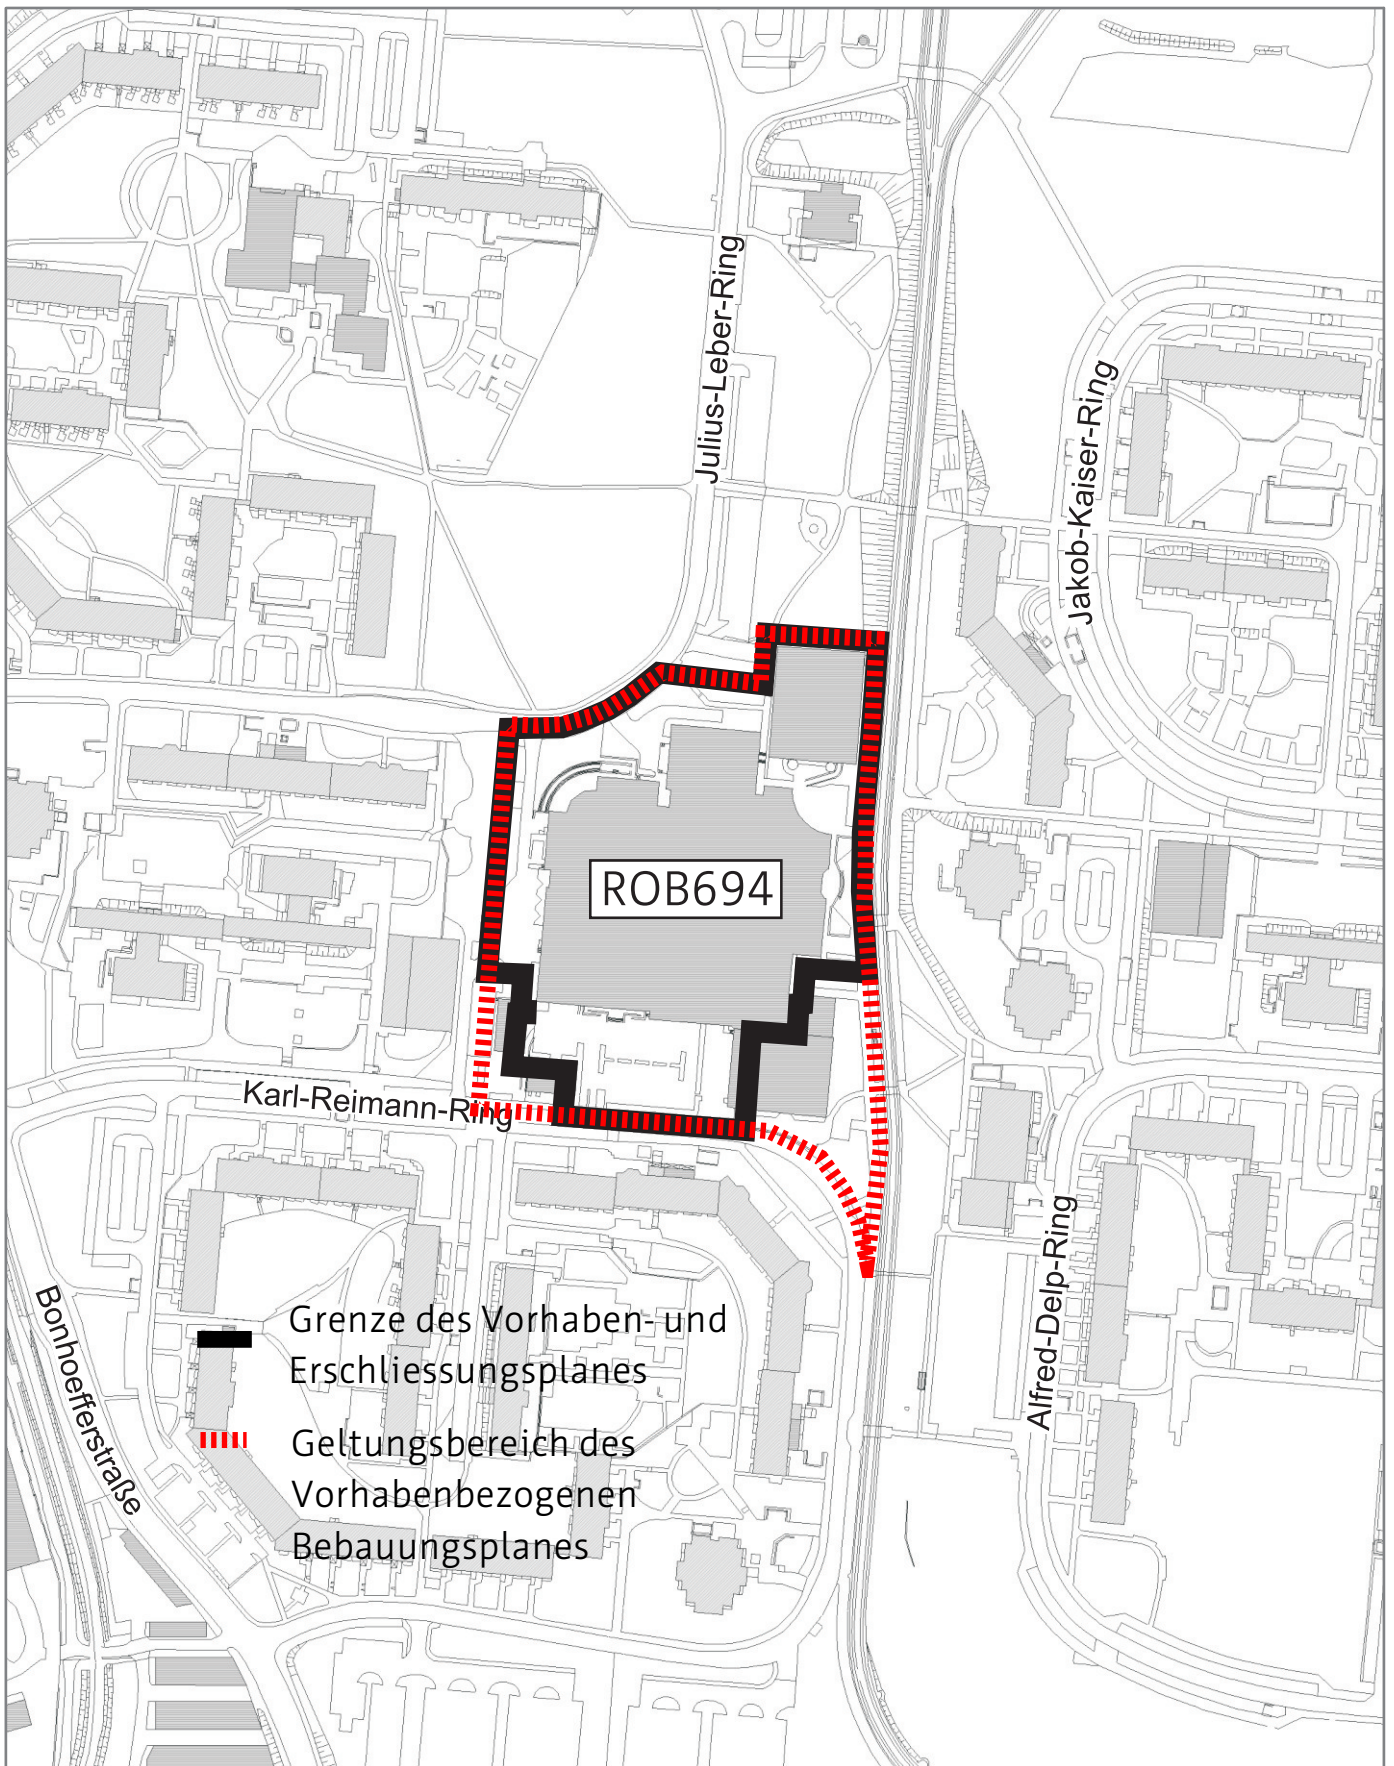 Julius-Leber-Ring
Jakob-Kaiser-Ring
ROB694
Karl-Reimann-Ring
Alfred-Delp-Ring
Bonhoefferstraße
Grenze des Vorhaben- und
Erschliessungsplanes
Geltungsbereich des
Vorhabenbezogenen
Bebauungsplanes